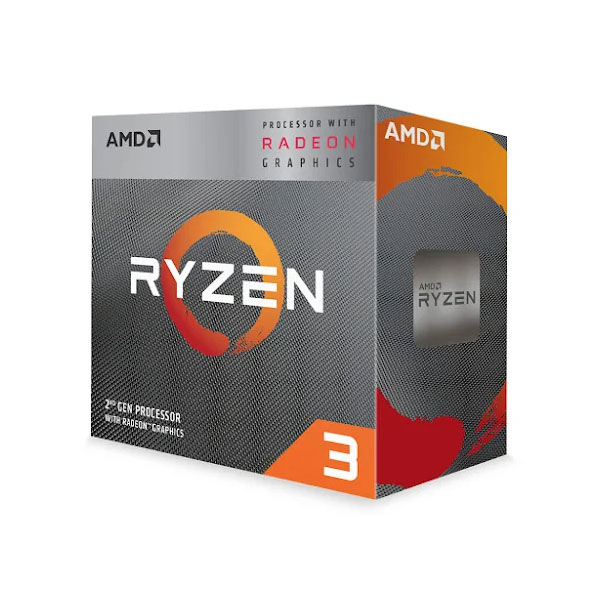 AMD
PROCESSOR WITH
RADEON
GRAPHICS
RYZEN
2ND GEN PROCESSOR
WITH RADEON™ GRAPHICS
3
AMD
AMD
RYZEN